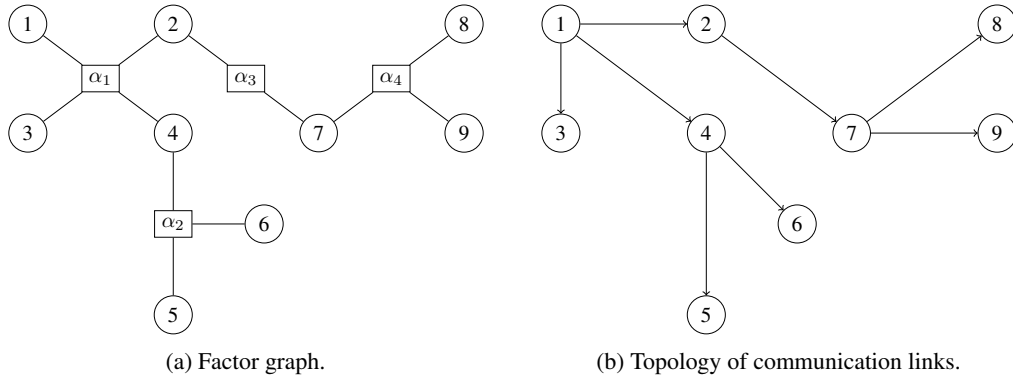 1 2 8 1 2 8
α₁ α₃ α₄
3 4 7 9 3 4 7 9
α₂ 6 6
5 5
(a) Factor graph. (b) Topology of communication links.